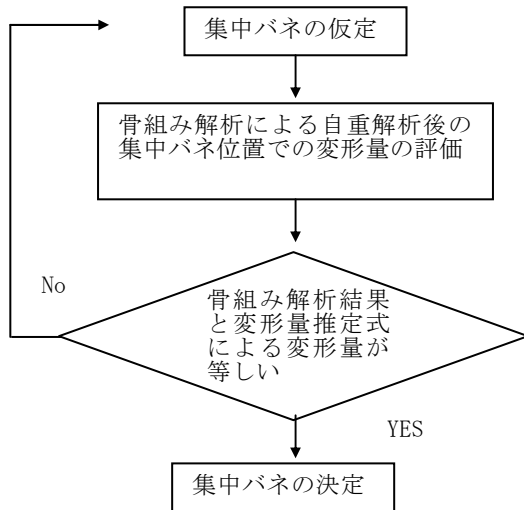 集中バネの仮定
骨組み解析による自重解析後の
集中バネ位置での変形量の評価
No
骨組み解析結果
と変形量推定式
による変形量が
等しい
YES
集中バネの決定